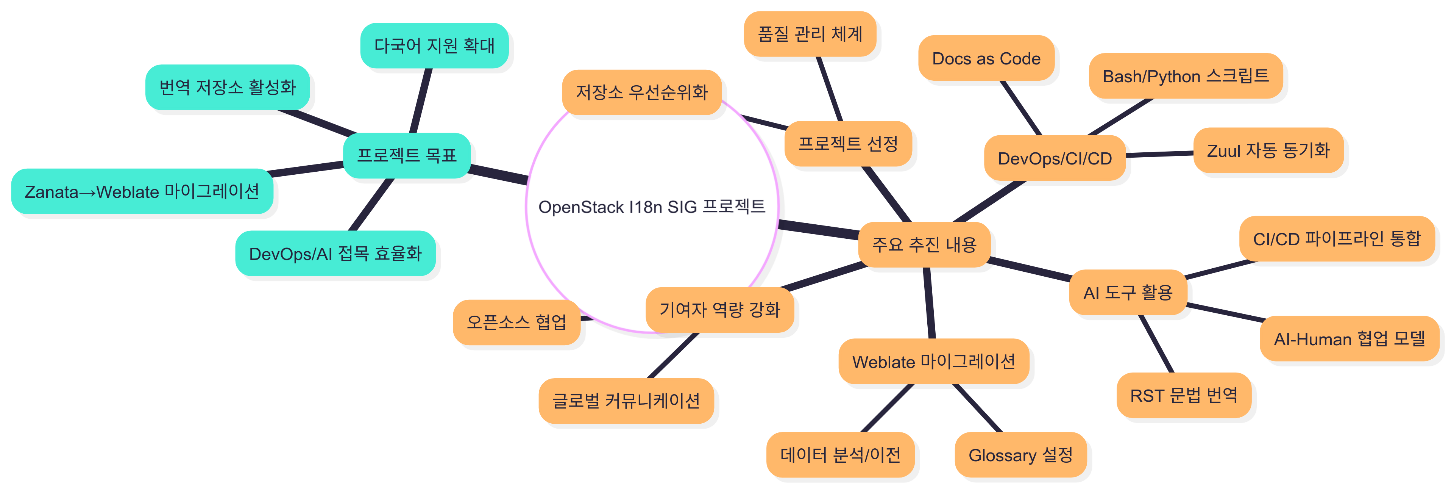 OpenStack I18n SIG 프로젝트
프로젝트 목표
다국어 지원 확대
번역 저장소 활성화
Zanata→Weblate 마이그레이션
DevOps/AI 접목 효율화
주요 추진 내용
프로젝트 선정
저장소 우선순위화
품질 관리 체계
DevOps/CI/CD
Docs as Code
Bash/Python 스크립트
Zuul 자동 동기화
AI 도구 활용
CI/CD 파이프라인 통합
AI-Human 협업 모델
RST 문법 번역
Weblate 마이그레이션
데이터 분석/이전
Glossary 설정
기여자 역량 강화
오픈소스 협업
글로벌 커뮤니케이션